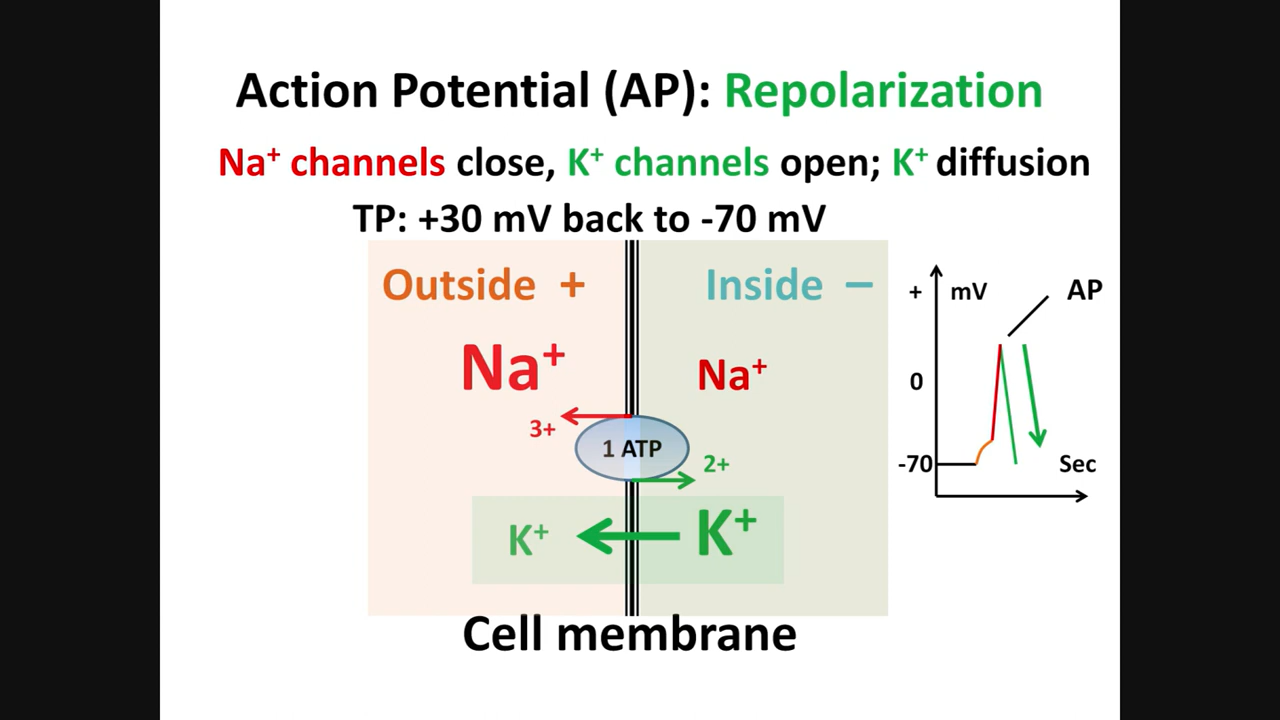 Action Potential (AP): Repolarization
Na⁺ channels close, K⁺ channels open; K⁺ diffusion
TP: +30 mV back to -70 mV
Outside +
Inside –
Na⁺
Na⁺
3+
1 ATP
2+
K⁺
K⁺
Cell membrane
+
mV
AP
0
-70
Sec